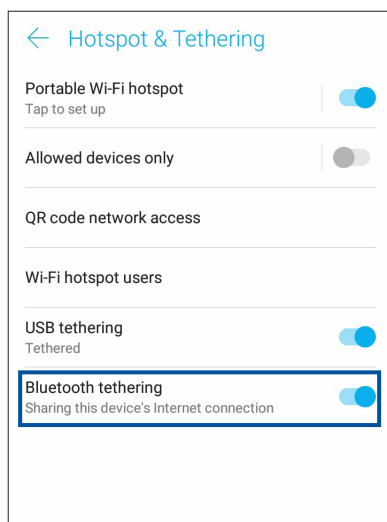 Hotspot & Tethering
Portable Wi-Fi hotspot
Tap to set up
Allowed devices only
QR code network access
Wi-Fi hotspot users
USB tethering
Tethered
Bluetooth tethering
Sharing this device's Internet connection